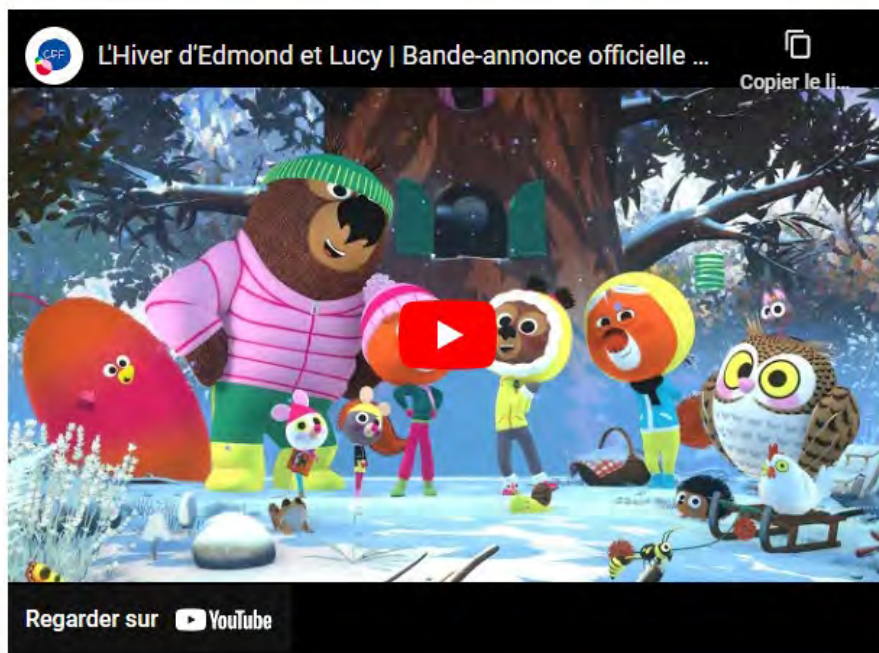 CFF
L'Hiver d'Edmond et Lucy | Bande-annonce officielle ...
Copier le li...
Regarder sur YouTube